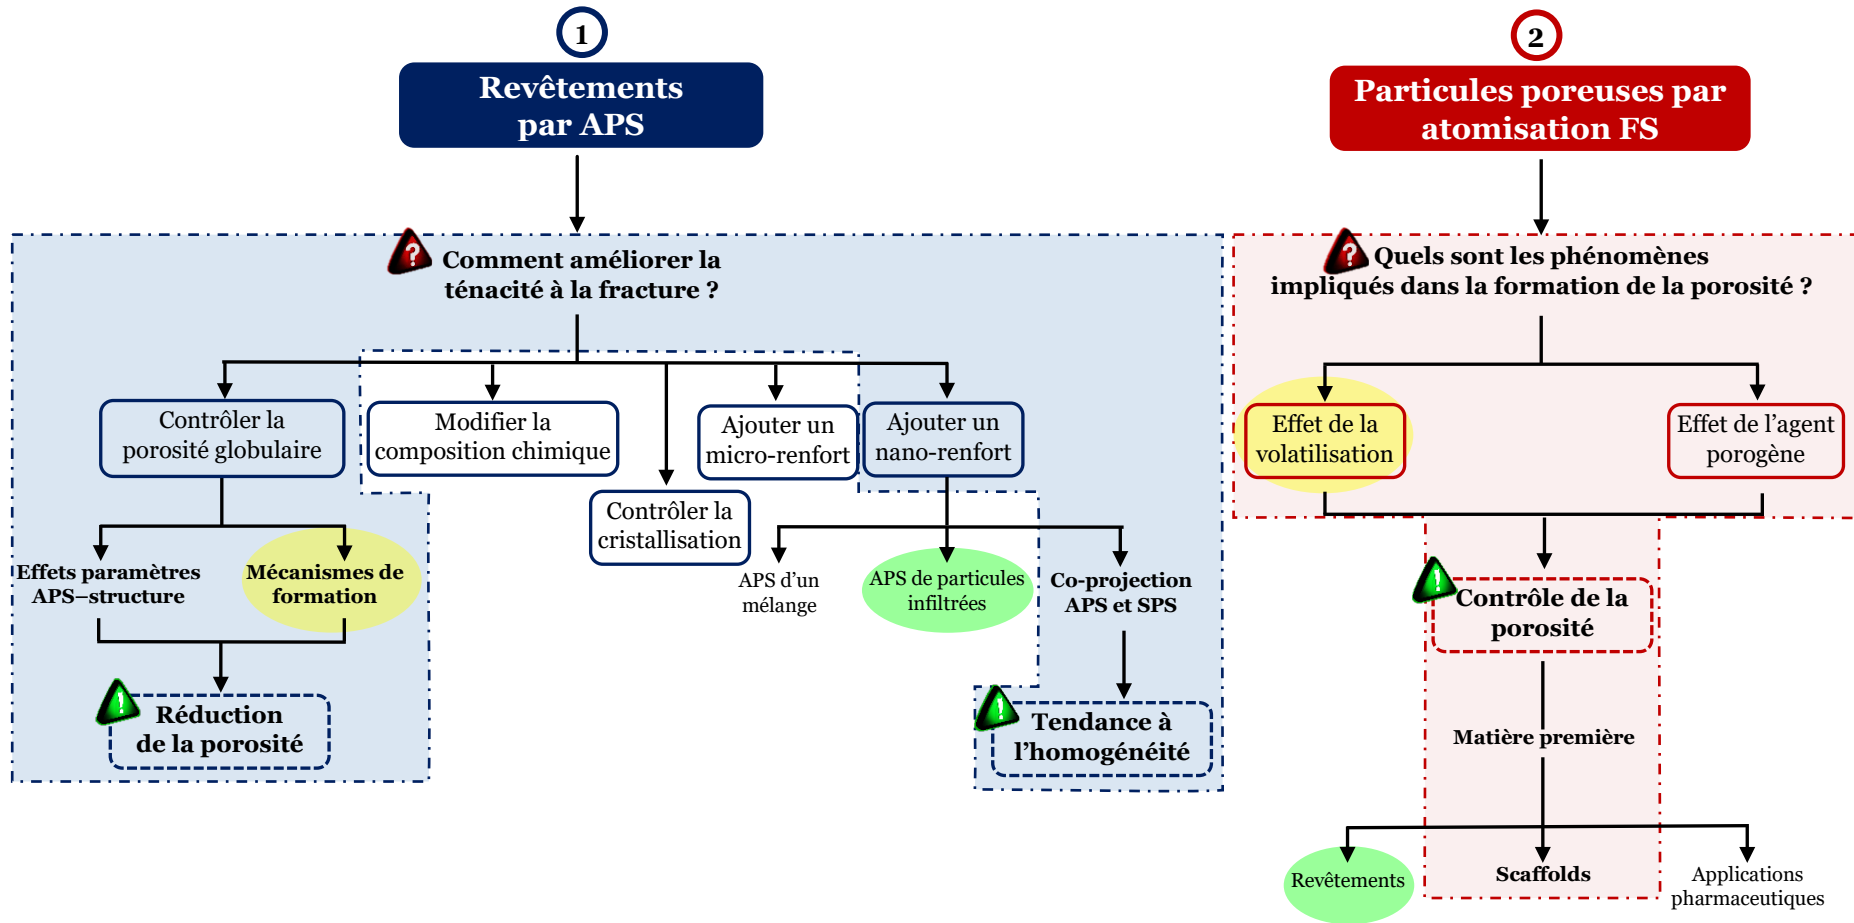 1
Revêtements
par APS
?
Comment améliorer la
ténacité à la fracture ?
Contrôler la
porosité globulaire
Modifier la
composition chimique
Contrôler la
cristallisation
Ajouter un
micro-renfort
Ajouter un
nano-renfort
Effets paramètres
APS–structure
Mécanismes de
formation
APS d’un
mélange
APS de particules
infiltrées
Co-projection
APS et SPS
!
Réduction
de la porosité
!
Tendance à
l’homogénéité
2
Particules poreuses par
atomisation FS
?
Quels sont les phénomènes
impliqués dans la formation de la porosité ?
Effet de la
volatilisation
Effet de l’agent
porogène
!
Contrôle de la
porosité
Matière première
Revêtements
Scaffolds
Applications
pharmaceutiques